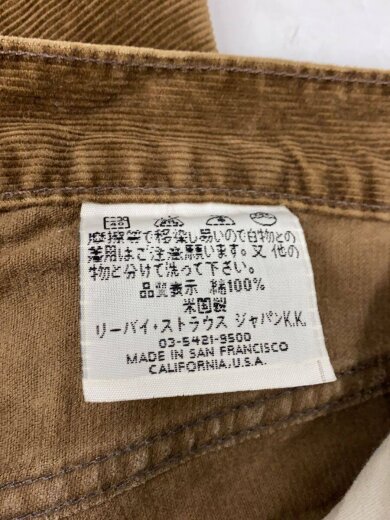 摩擦等で移染し易いので白物との
着用はご注意願います。又 他の
物と分けて洗って下さい。
品質表示 綿100%
米国製
リーバイ・ストラウス ジャパンK.K.
03-5421-9500
MADE IN SAN FRANCISCO
CALIFORNIA, U.S.A.